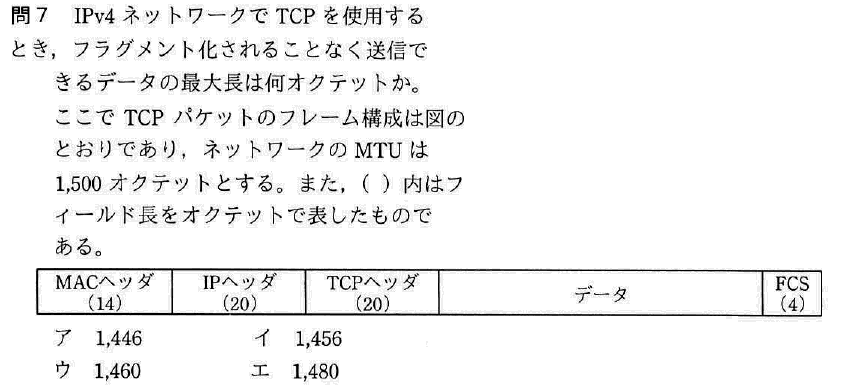 問7 IPv4 ネットワークで TCP を使用する
とき，フラグメント化されることなく送信で
きるデータの最大長は何オクテットか。
ここで TCP パケットのフレーム構成は図の
とおりであり，ネットワークの MTU は
1,500 オクテットとする。また，( ) 内はフ
ィールド長をオクテットで表したもので
ある。
MACヘッダ IPヘッダ TCPヘッダ データ FCS
(14) (20) (20) (4)
ア 1,446 イ 1,456
ウ 1,460 エ 1,480